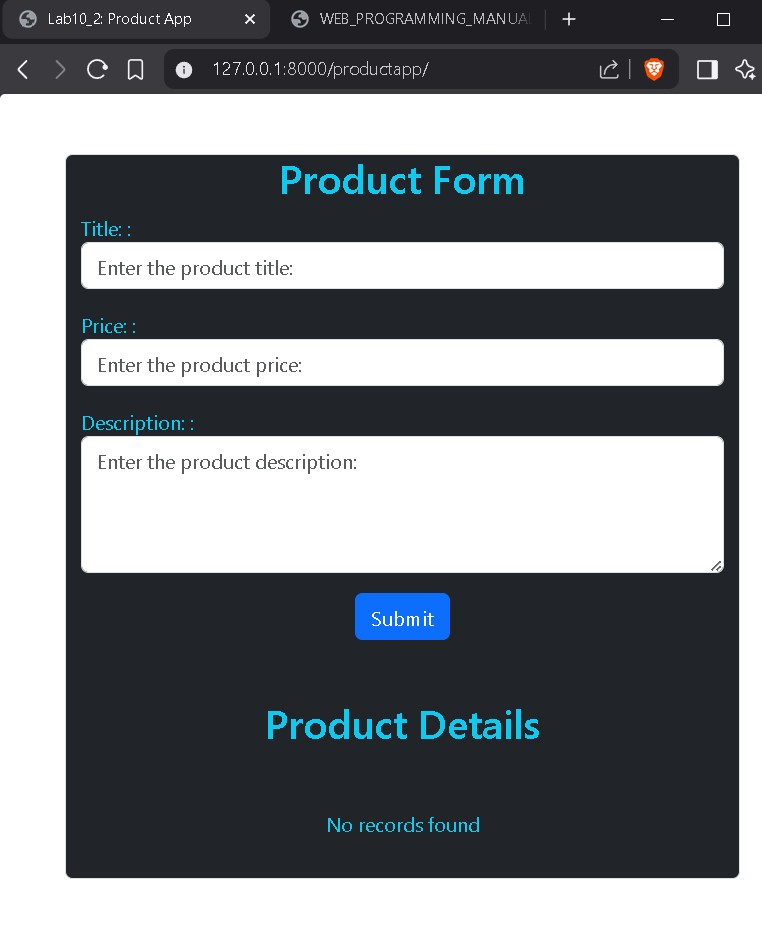 Lab10_2: Product App
WEB_PROGRAMMING_MANUA
127.0.0.1:8000/productapp/
Product Form
Title: :
Enter the product title:
Price: :
Enter the product price:
Description: :
Enter the product description:
Submit
Product Details
No records found